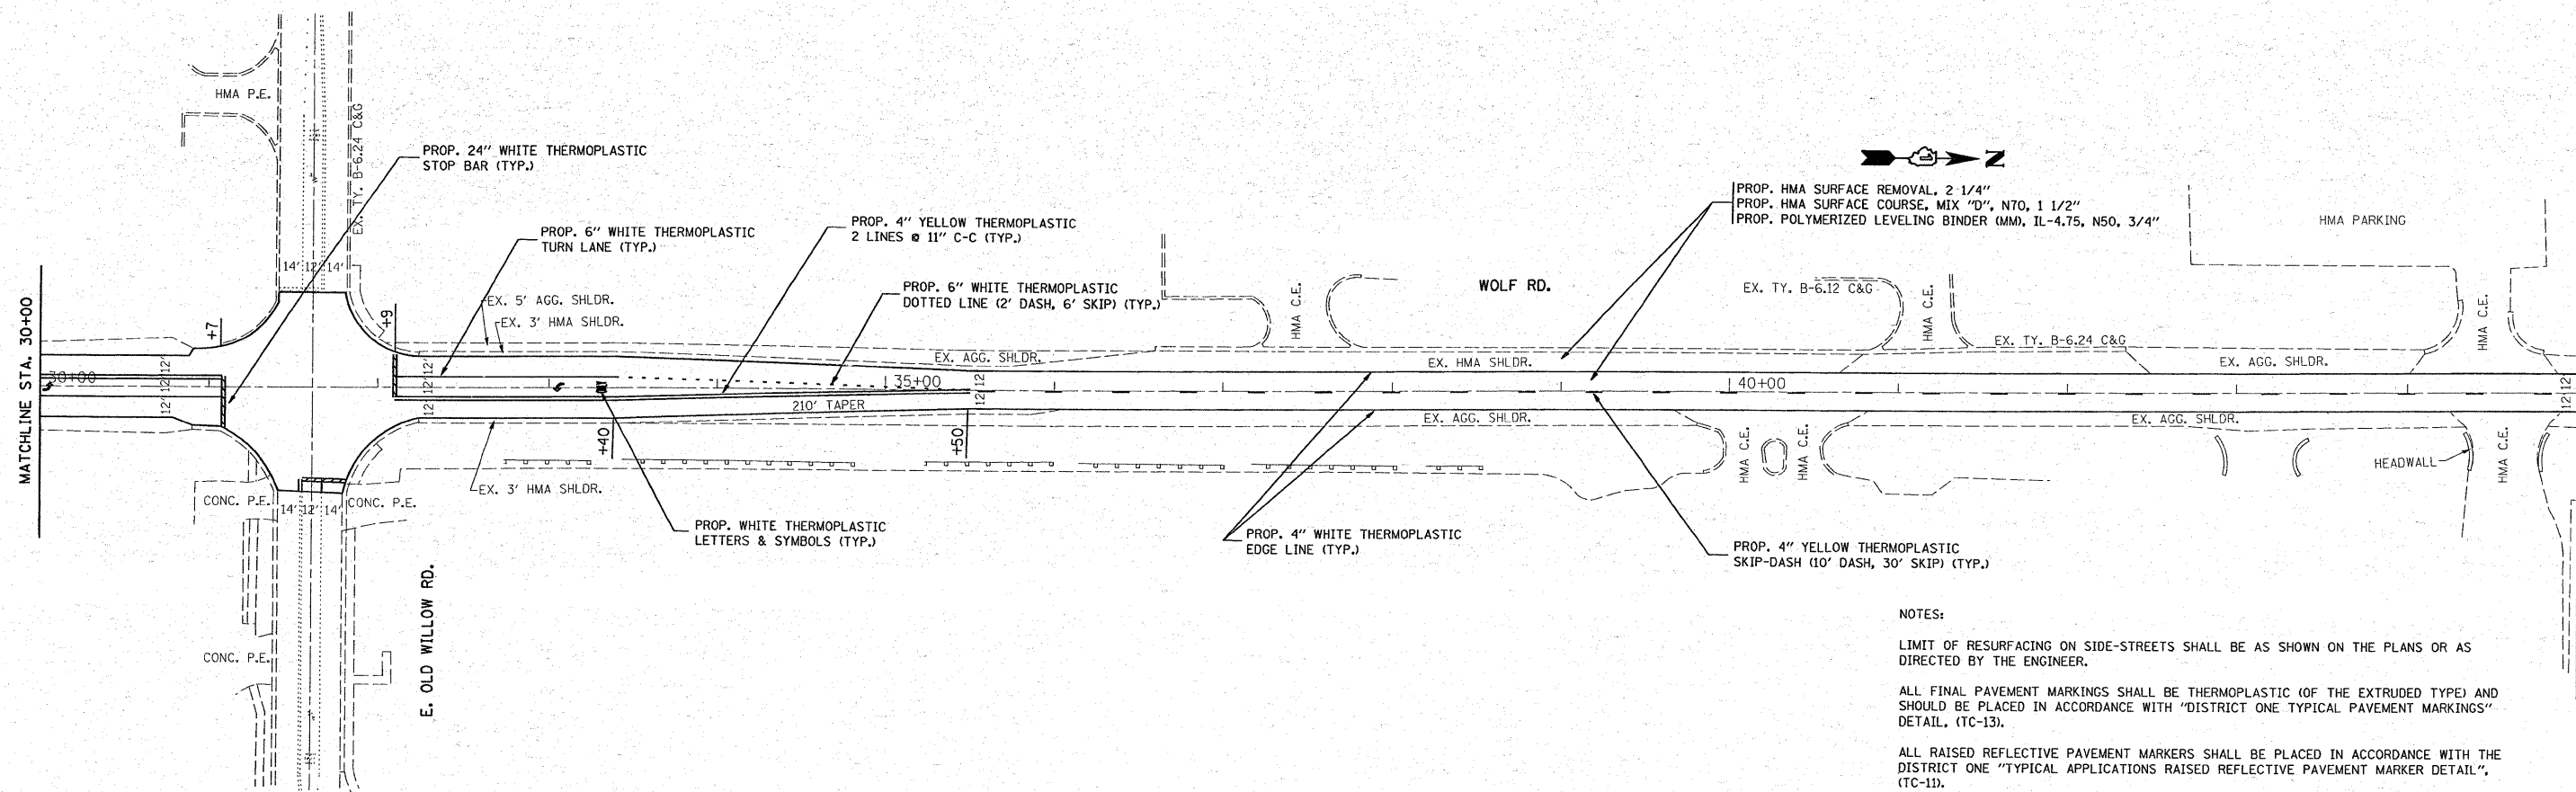 HMA P.E.
EX. TY. B-6.24 C&G
PROP. 24" WHITE THERMOPLASTIC
STOP BAR (TYP.)
PROP. 6" WHITE THERMOPLASTIC
TURN LANE (TYP.)
PROP. 4" YELLOW THERMOPLASTIC
2 LINES @ 11" C-C (TYP.)
PROP. 6" WHITE THERMOPLASTIC
DOTTED LINE (2' DASH, 6' SKIP) (TYP.)
N
PROP. HMA SURFACE REMOVAL, 2 1/4"
PROP. HMA SURFACE COURSE, MIX "D", N70, 1 1/2"
PROP. POLYMERIZED LEVELING BINDER (MM), IL-4.75, N50, 3/4"
HMA PARKING
WOLF RD.
EX. TY. B-6.12 C&G
HMA C.E.
HMA C.E.
HMA C.E.
14' 12' 14'
EX. 5' AGG. SHLDR.
EX. 3' HMA SHLDR.
+7
+9
MATCHLINE STA. 30+00
EX. AGG. SHLDR.
EX. HMA SHLDR.
EX. TY. B-6.24 C&G
EX. AGG. SHLDR.
30+00
12' 12' 12'
12' 12' 12'
ONLY
35+00
12' 12'
40+00
12' 12'
210' TAPER
+40
+50
EX. AGG. SHLDR.
EX. AGG. SHLDR.
HMA C.E.
HMA C.E.
HEADWALL
HMA C.E.
EX. 3' HMA SHLDR.
CONC. P.E.
14' 12' 14'
CONC. P.E.
PROP. WHITE THERMOPLASTIC
LETTERS & SYMBOLS (TYP.)
PROP. 4" WHITE THERMOPLASTIC
EDGE LINE (TYP.)
PROP. 4" YELLOW THERMOPLASTIC
SKIP-DASH (10' DASH, 30' SKIP) (TYP.)
E. OLD WILLOW RD.
CONC. P.E.
NOTES:
LIMIT OF RESURFACING ON SIDE-STREETS SHALL BE AS SHOWN ON THE PLANS OR AS
DIRECTED BY THE ENGINEER.
ALL FINAL PAVEMENT MARKINGS SHALL BE THERMOPLASTIC (OF THE EXTRUDED TYPE) AND
SHOULD BE PLACED IN ACCORDANCE WITH "DISTRICT ONE TYPICAL PAVEMENT MARKINGS"
DETAIL, (TC-13).
ALL RAISED REFLECTIVE PAVEMENT MARKERS SHALL BE PLACED IN ACCORDANCE WITH THE
DISTRICT ONE "TYPICAL APPLICATIONS RAISED REFLECTIVE PAVEMENT MARKER DETAIL",
(TC-11).